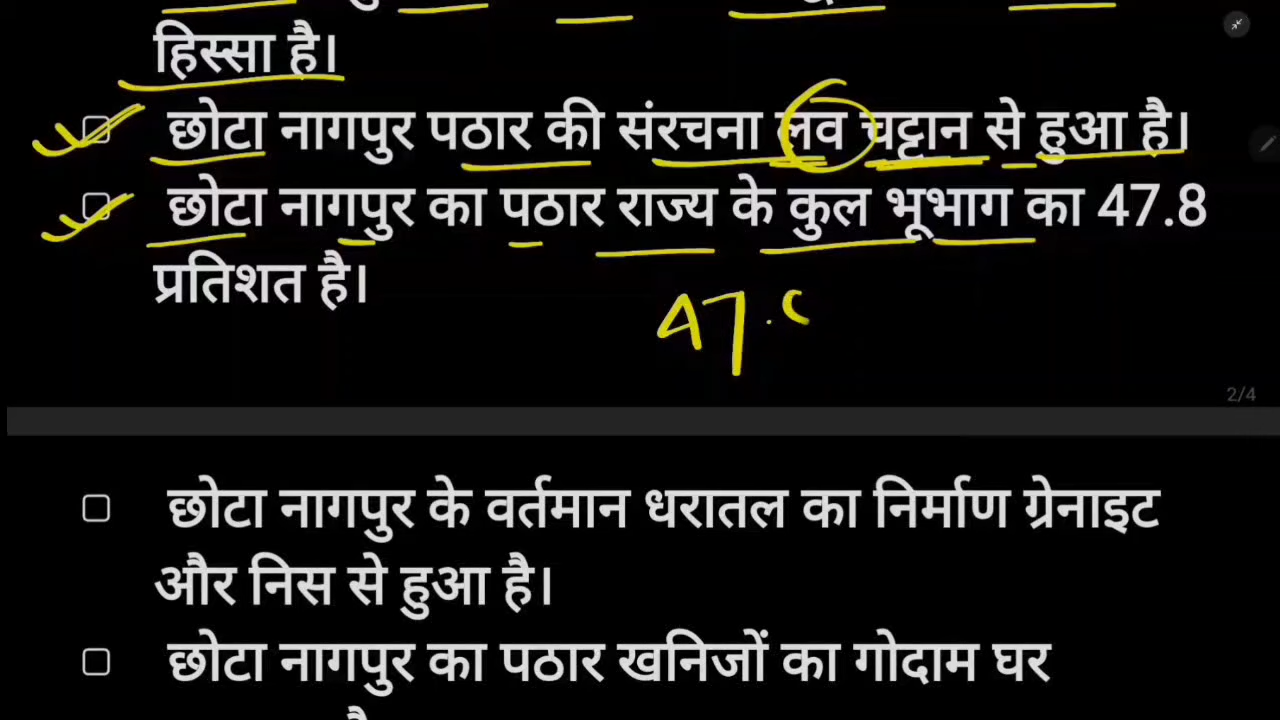 हिस्सा है।
छोटा नागपुर पठार की संरचना लव चट्टान से हुआ है।
छोटा नागपुर का पठार राज्य के कुल भूभाग का 47.8
प्रतिशत है।
47.
2/4
छोटा नागपुर के वर्तमान धरातल का निर्माण ग्रेनाइट
और निस से हुआ है।
छोटा नागपुर का पठार खनिजों का गोदाम घर